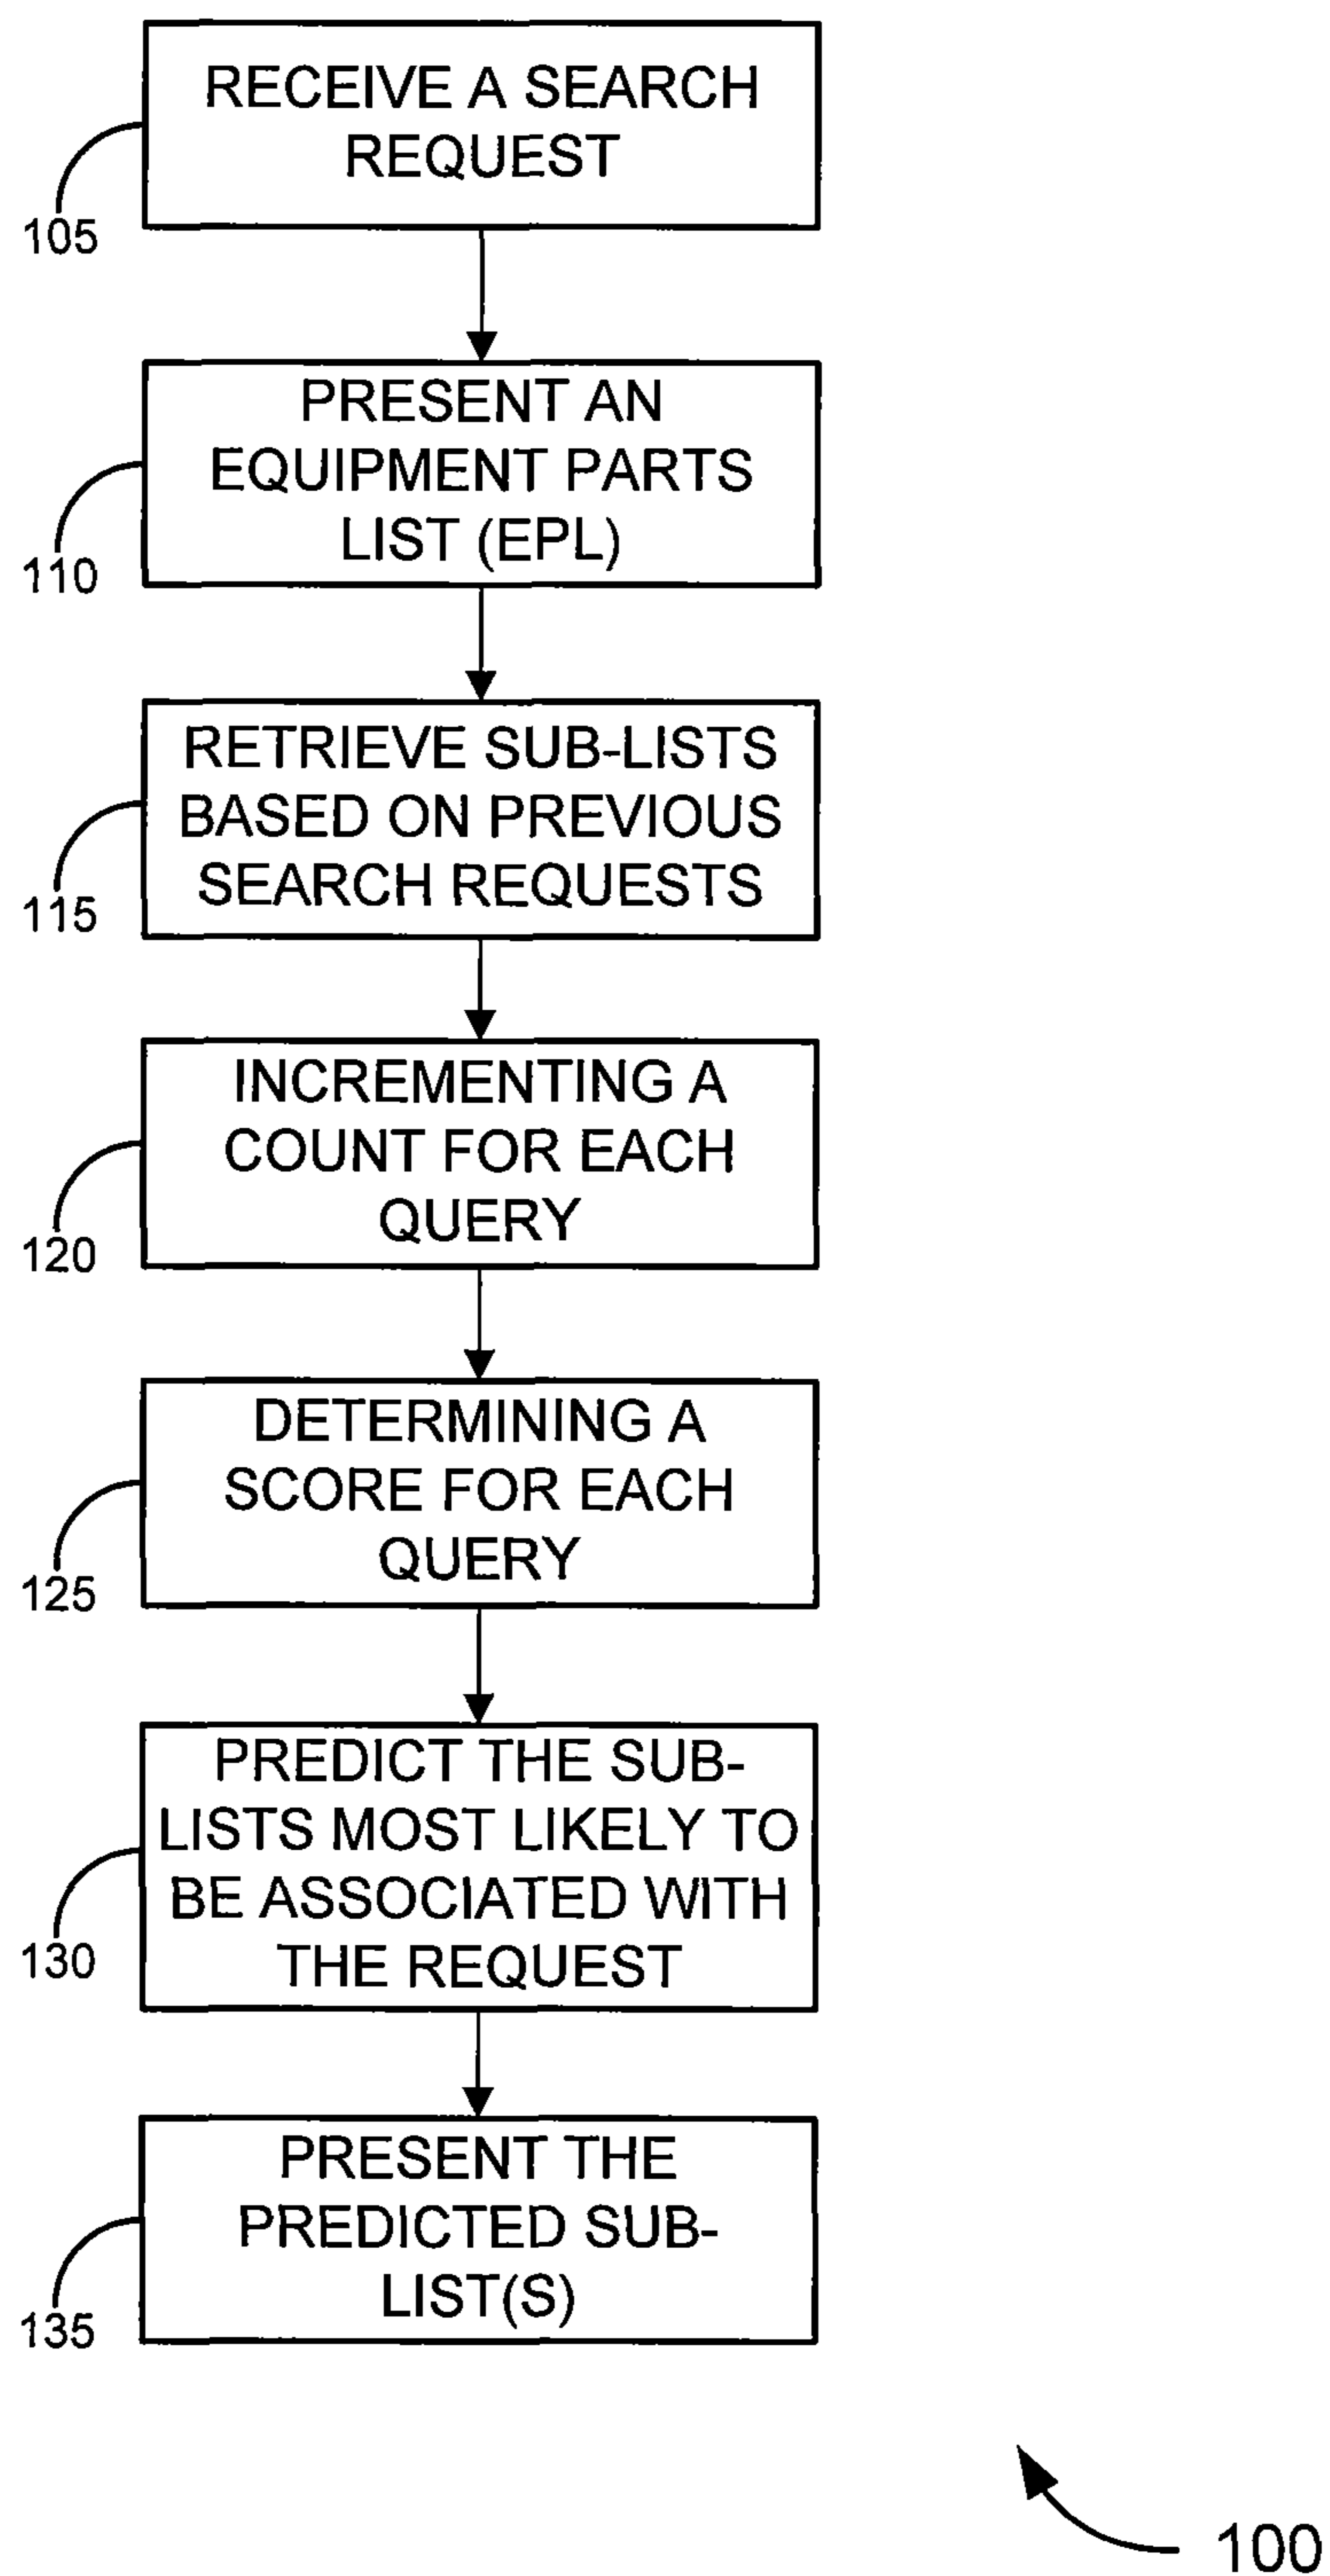 RECEIVE A SEARCH
REQUEST
105
PRESENT AN
EQUIPMENT PARTS
LIST (EPL)
110
RETRIEVE SUB-LISTS
BASED ON PREVIOUS
SEARCH REQUESTS
115
INCREMENTING A
COUNT FOR EACH
QUERY
120
DETERMINING A
SCORE FOR EACH
QUERY
125
PREDICT THE SUB-
LISTS MOST LIKELY TO
BE ASSOCIATED WITH
THE REQUEST
130
PRESENT THE
PREDICTED SUB-
LIST(S)
135
100